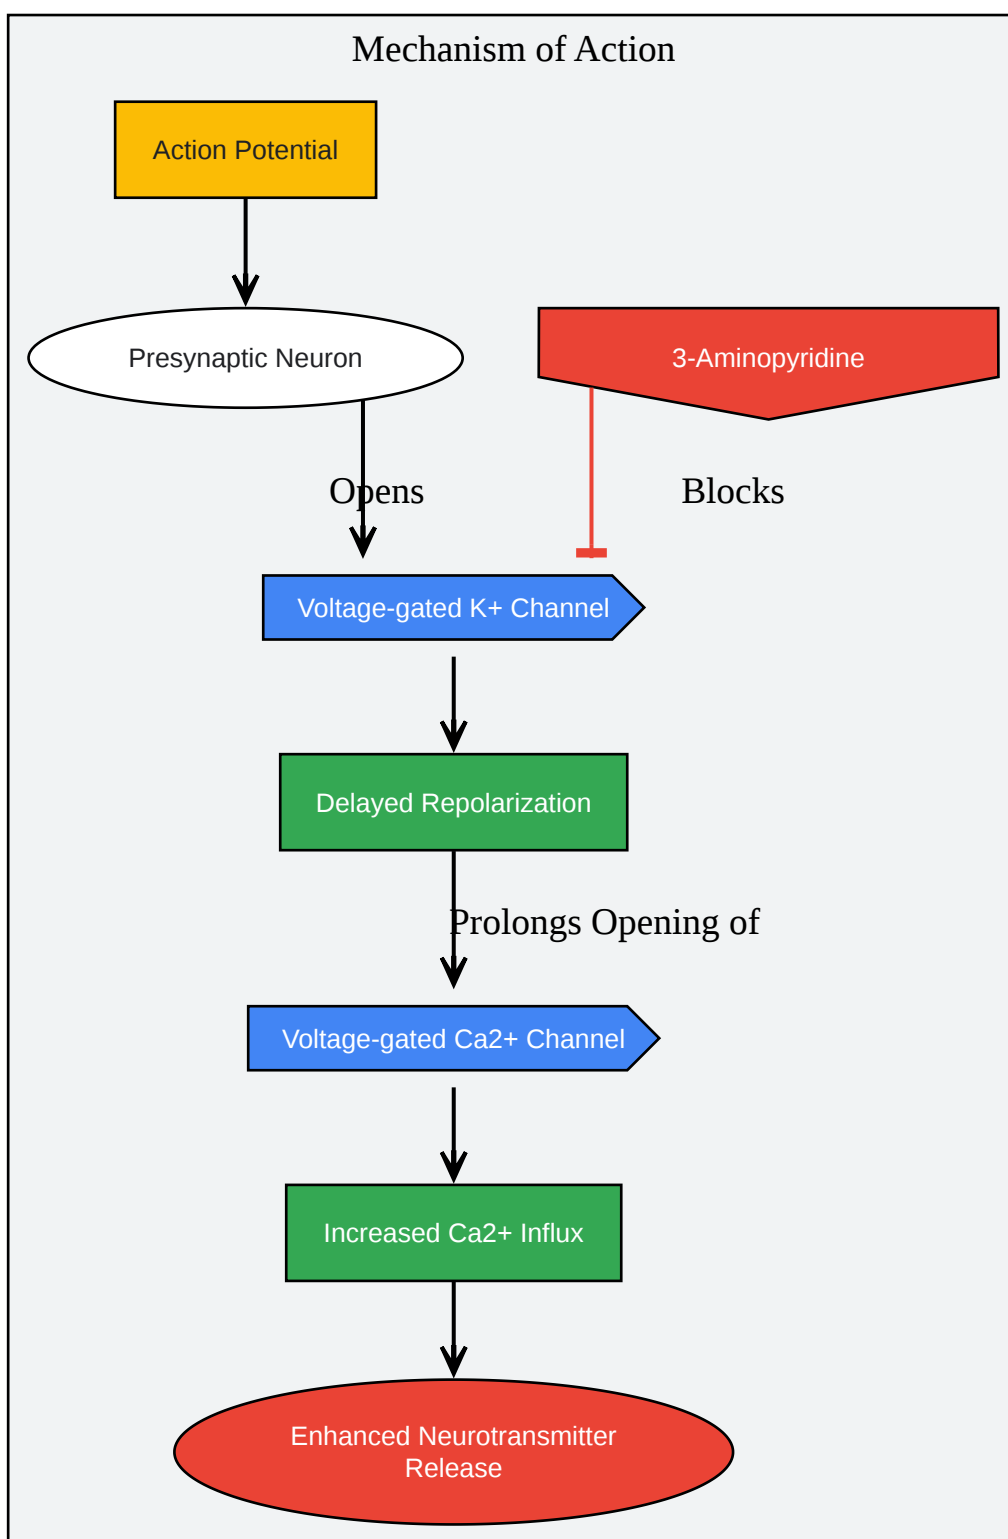 Mechanism of Action
Action Potential
Presynaptic Neuron
3-Aminopyridine
Opens
Blocks
Voltage-gated K+ Channel
Delayed Repolarization
Prolongs Opening of
Voltage-gated Ca2+ Channel
Increased Ca2+ Influx
Enhanced Neurotransmitter
Release